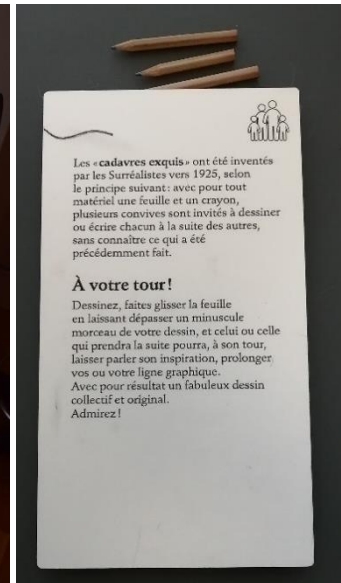 Les «cadavres exquis» ont été inventés
par les Surréalistes vers 1925, selon
le principe suivant: avec pour tout
matériel une feuille et un crayon,
plusieurs convives sont invités à dessiner
ou écrire chacun à la suite des autres,
sans connaître ce qui a été
précédemment fait.
À votre tour!
Dessinez, faites glisser la feuille
en laissant dépasser un minuscule
morceau de votre dessin, et celui ou celle
qui prendra la suite pourra, à son tour,
laisser parler son inspiration, prolonger
vos ou votre ligne graphique.
Avec pour résultat un fabuleux dessin
collectif et original.
Admirez!